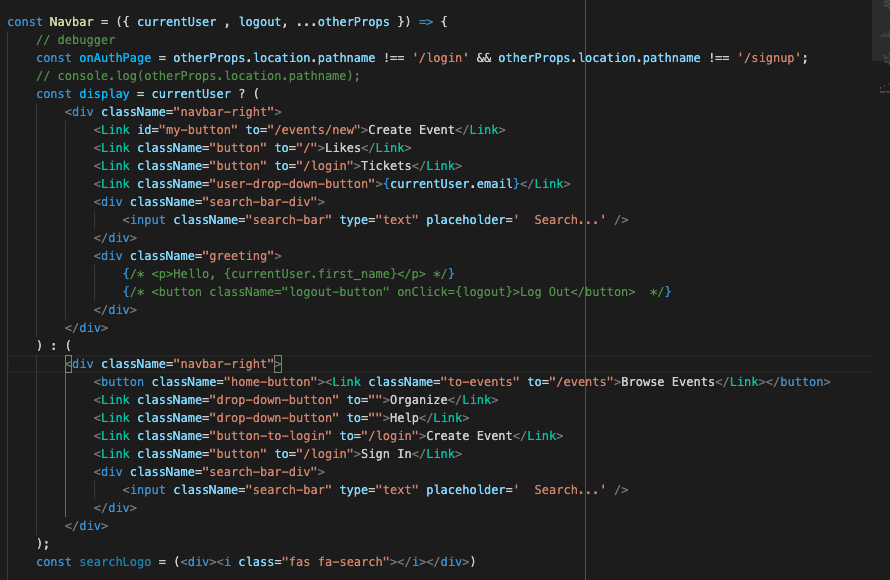 const Navbar = ({ currentUser , logout, ...otherProps }) => {
    // debugger
    const onAuthPage = otherProps.location.pathname !== '/login' && otherProps.location.pathname !== '/signup';
    // console.log(otherProps.location.pathname);
    const display = currentUser ? (
        <div className="navbar-right">
            <Link id="my-button" to="/events/new">Create Event</Link>
            <Link className="button" to="/">Likes</Link>
            <Link className="button" to="/login">Tickets</Link>
            <Link className="user-drop-down-button">{currentUser.email}</Link>
            <div className="search-bar-div">
                <input className="search-bar" type="text" placeholder='  Search...' />
            </div>
            <div className="greeting">
                {/* <p>Hello, {currentUser.first_name}</p> */}
                {/* <button className="logout-button" onClick={logout}>Log Out</button>  */}
            </div>
        </div>
    ) : (
        <div className="navbar-right">
            <button className="home-button"><Link className="to-events" to="/events">Browse Events</Link></button>
            <Link className="drop-down-button" to="">Organize</Link>
            <Link className="drop-down-button" to="">Help</Link>
            <Link className="button-to-login" to="/login">Create Event</Link>
            <Link className="button" to="/login">Sign In</Link>
            <div className="search-bar-div">
                <input className="search-bar" type="text" placeholder='  Search...' />
            </div>
        </div>
    );
    const searchLogo = (<div><i class="fas fa-search"></i></div>)